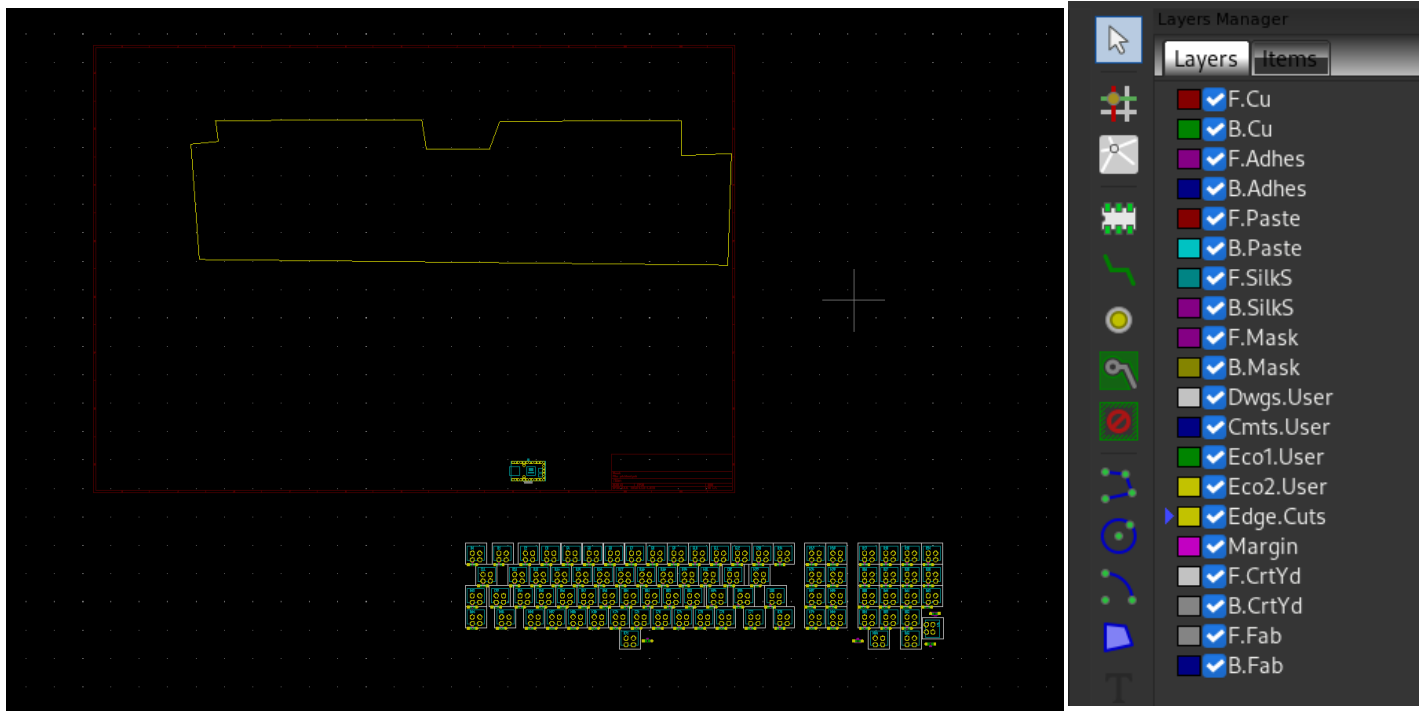 Layers Manager
Layers Items
F.Cu
B.Cu
F.Adhes
B.Adhes
F.Paste
B.Paste
F.SilkS
B.SilkS
F.Mask
B.Mask
Dwgs.User
Cmts.User
Eco1.User
Eco2.User
Edge.Cuts
Margin
F.CrtYd
B.CrtYd
F.Fab
B.Fab
T